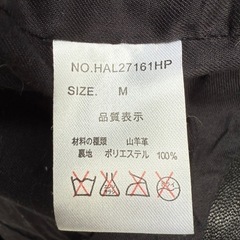 NO.HAL27161HP
SIZE. M
品質表示
材料の種類 山羊革
裏地 ポリエステル 100%